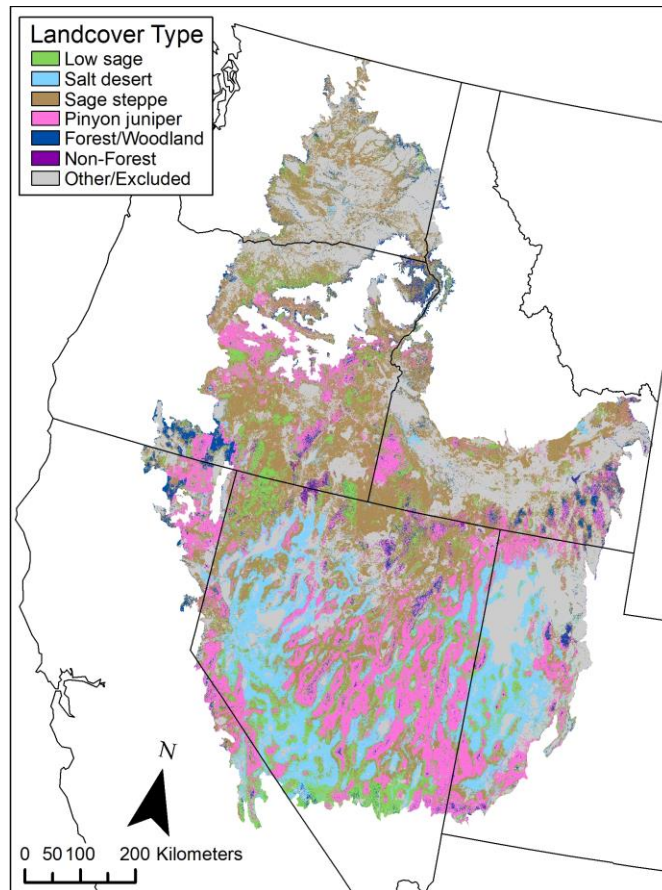 Landcover Type
Low sage
Salt desert
Sage steppe
Pinyon juniper
Forest/Woodland
Non-Forest
Other/Excluded
N
0 50 100 200 Kilometers